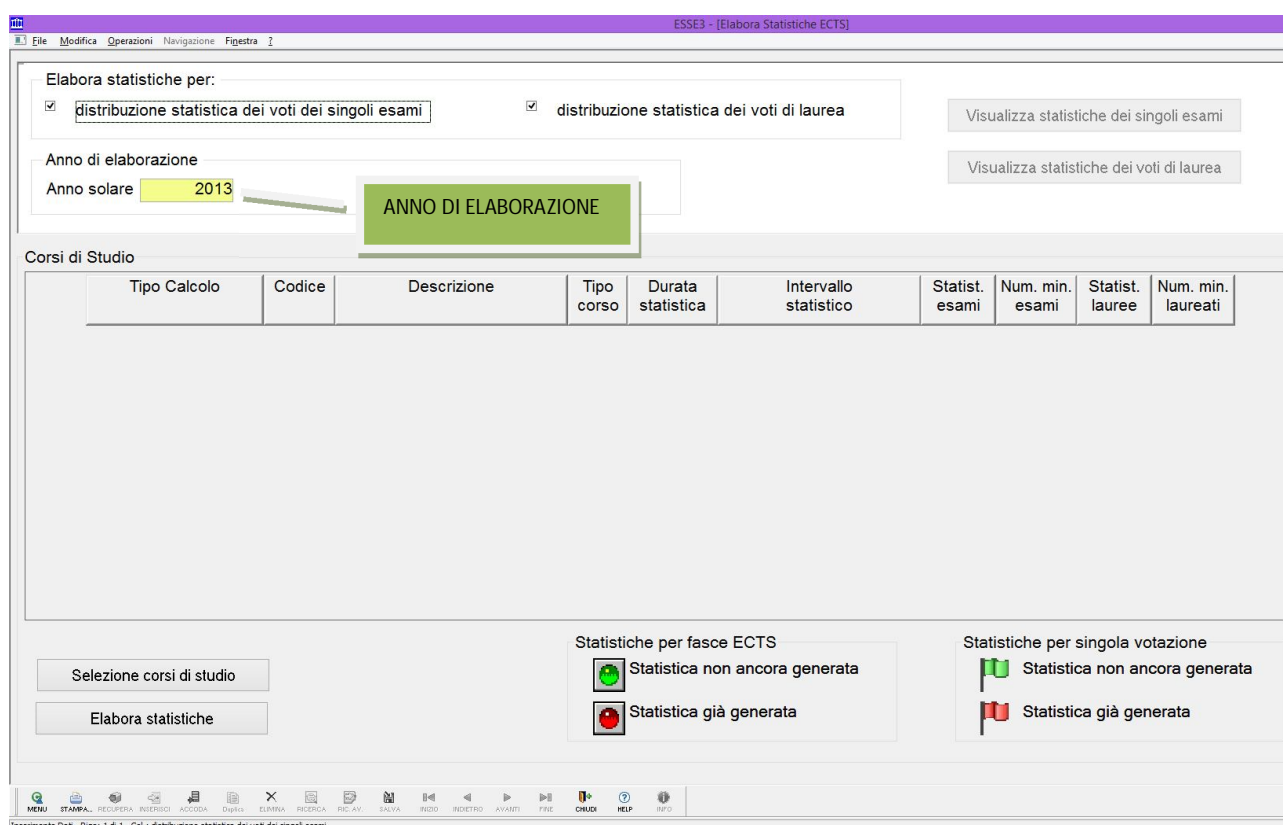 ESSE3 - [Elabora Statistiche ECTS]
File Modifica Operazioni Navigazione Finestra ?
Elabora statistiche per:
distribuzione statistica dei voti dei singoli esami
distribuzione statistica dei voti di laurea
Visualizza statistiche dei singoli esami
Anno di elaborazione
Visualizza statistiche dei voti di laurea
Anno solare 2013
ANNO DI ELABORAZIONE
Corsi di Studio
Tipo Calcolo Codice Descrizione Tipo corso Durata statistica Intervallo statistico Statist. esami Num. min. esami Statist. lauree Num. min. laureati
Statistiche per fasce ECTS
Statistiche per singola votazione
Selezione corsi di studio
Statistica non ancora generata
Statistica non ancora generata
Elabora statistiche
Statistica già generata
Statistica già generata
MENU STAMPA... RECUPERA INSERISCI ACCODA Duplica ELIMINA RICERCA RIC. AV. SALVA INIZIO INDIETRO AVANTI FINE CHIUDI HELP INFO